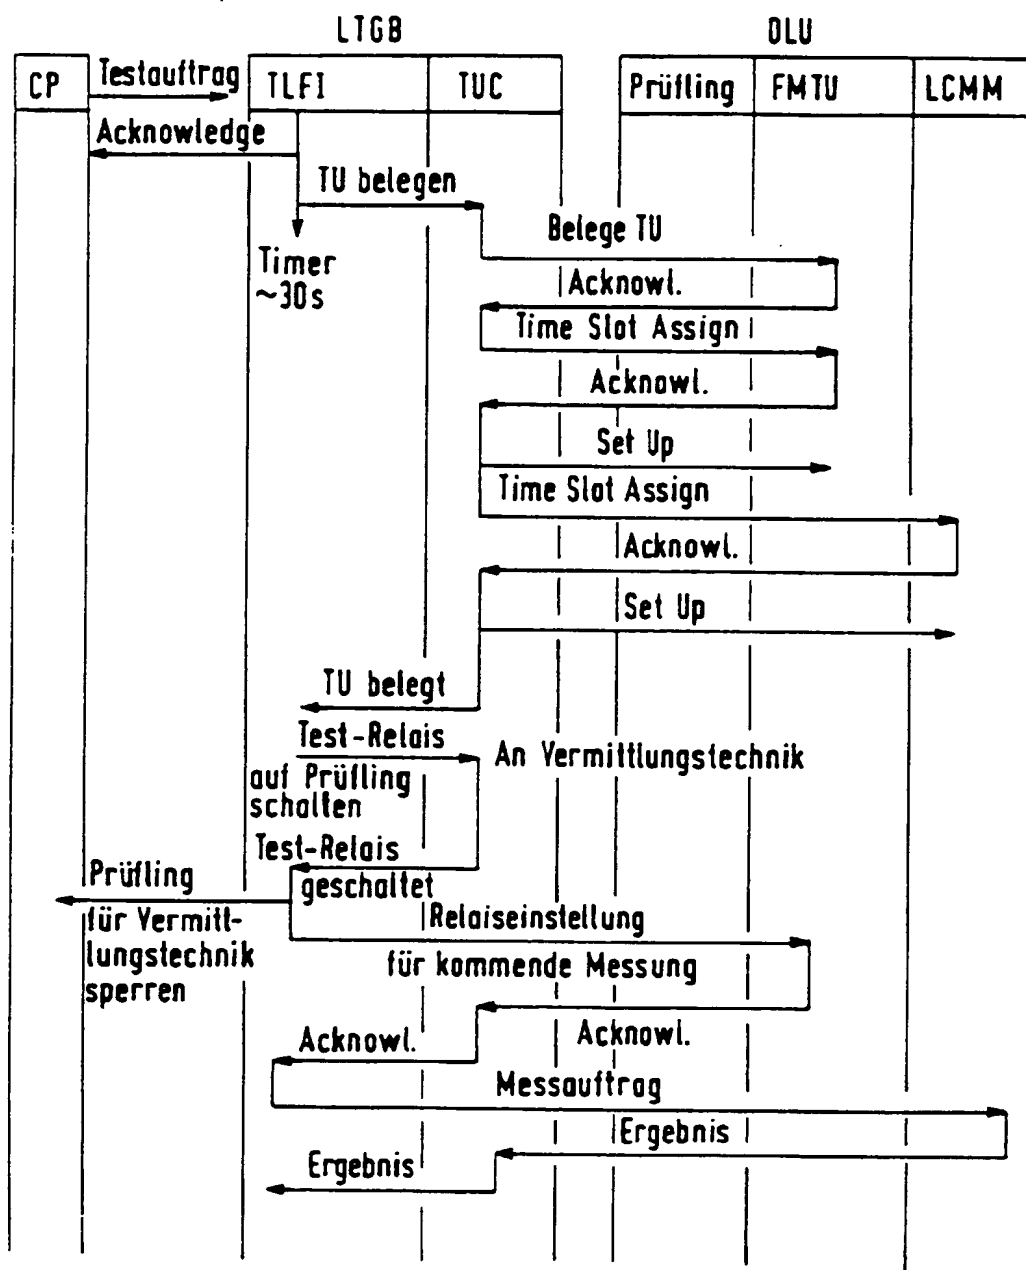 LTGB
DLU
CP
Testauftrag
TLFI
TUC
Prüfling
FMTU
LCMM
Acknowledge
TU belegen
Belege TU
Timer
~30s
Acknowl.
Time Slot Assign
Acknowl.
Set Up
Time Slot Assign
Acknowl.
Set Up
TU belegt
Test-Relais
auf Prüfling
schalten
An Vermittlungstechnik
Test-Relais
geschaltet
Prüfling
für Vermitt-
lungstechnik
sperren
Relaiseinstellung
für kommende Messung
Acknowl.
Acknowl.
Messauftrag
Ergebnis
Ergebnis